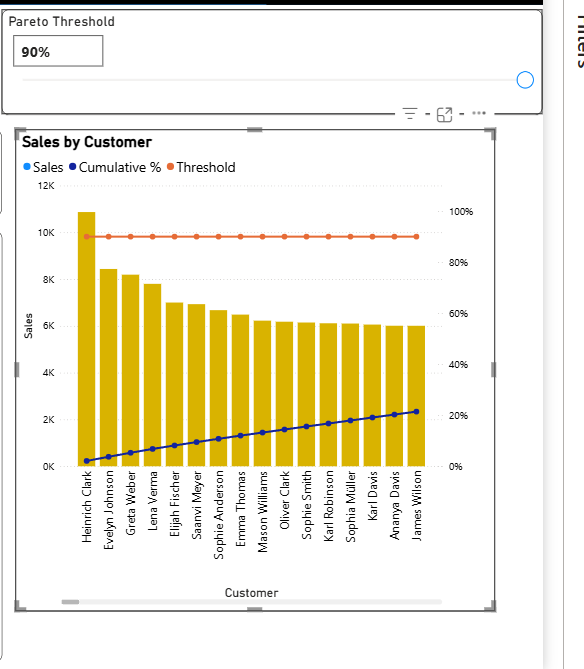 Pareto Threshold
90%
Filters
Sales by Customer
Sales Cumulative % Threshold
12K
10K
8K
6K
4K
2K
0K
Sales
100%
80%
60%
40%
20%
0%
Heinrich Clark
Evelyn Johnson
Greta Weber
Lena Verma
Elijah Fischer
Saanvi Meyer
Sophie Anderson
Emma Thomas
Mason Williams
Oliver Clark
Sophie Smith
Karl Robinson
Sophia Müller
Karl Davis
Ananya Davis
James Wilson
Customer